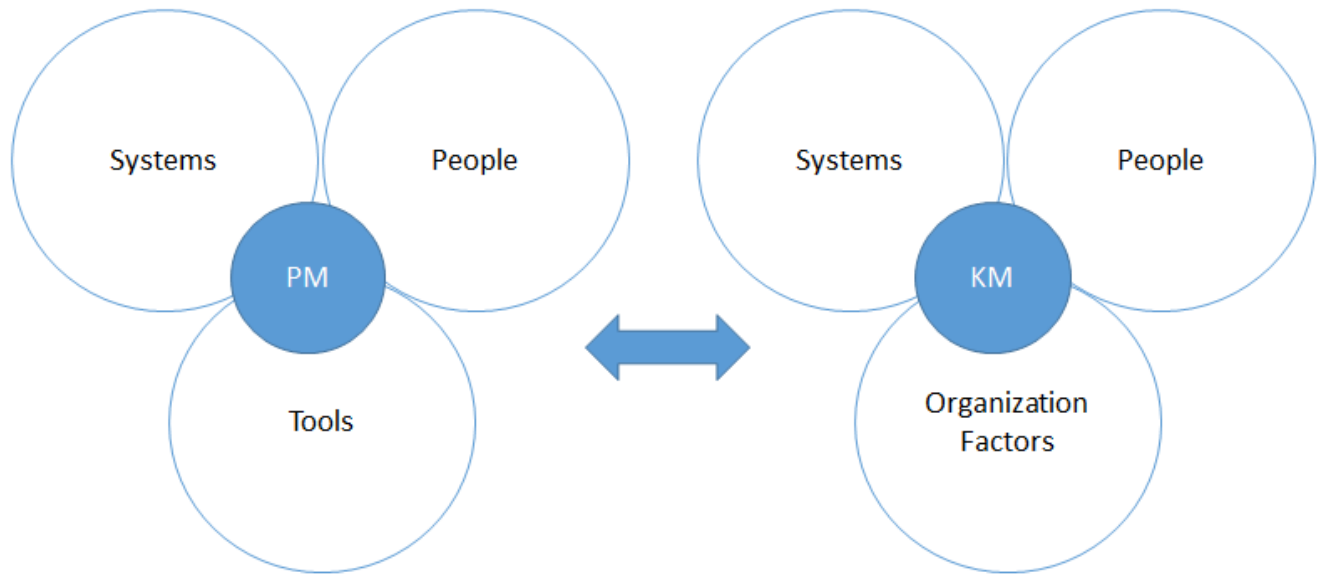 Systems
People
PM
Tools
Systems
People
KM
Organization
Factors